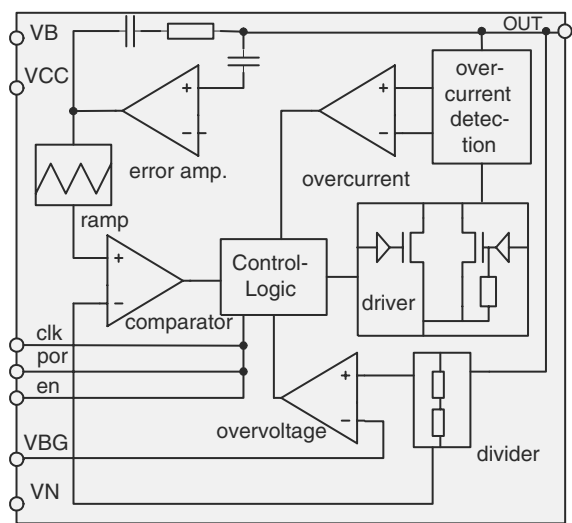 VB
OUT
VCC
over-
current
detec-
tion
+
−
+
−
error amp.
overcurrent
ramp
+
−
Control-
Logic
comparator
driver
clk
por
en
+
−
overvoltage
VBG
divider
VN